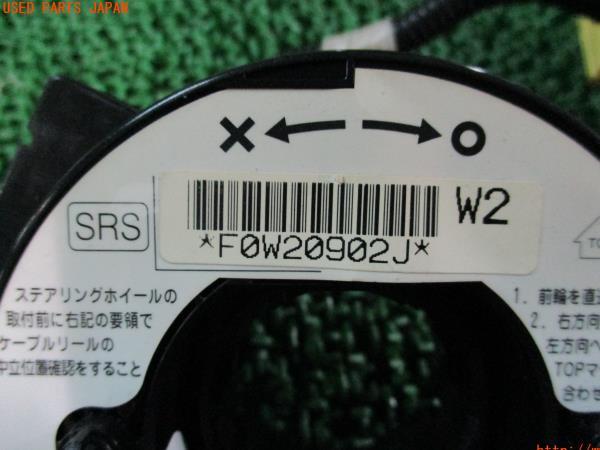 USED PARTS JAPAN
× ← → ○
W2
*F0W20902J*
SRS
ステアリングホイールの
取付前に右記の要領で
ケーブルリールの
中立位置確認をすること
1. 前輪を直
2. 右方向
左方向へ
TOPマ
合わせ
http://m